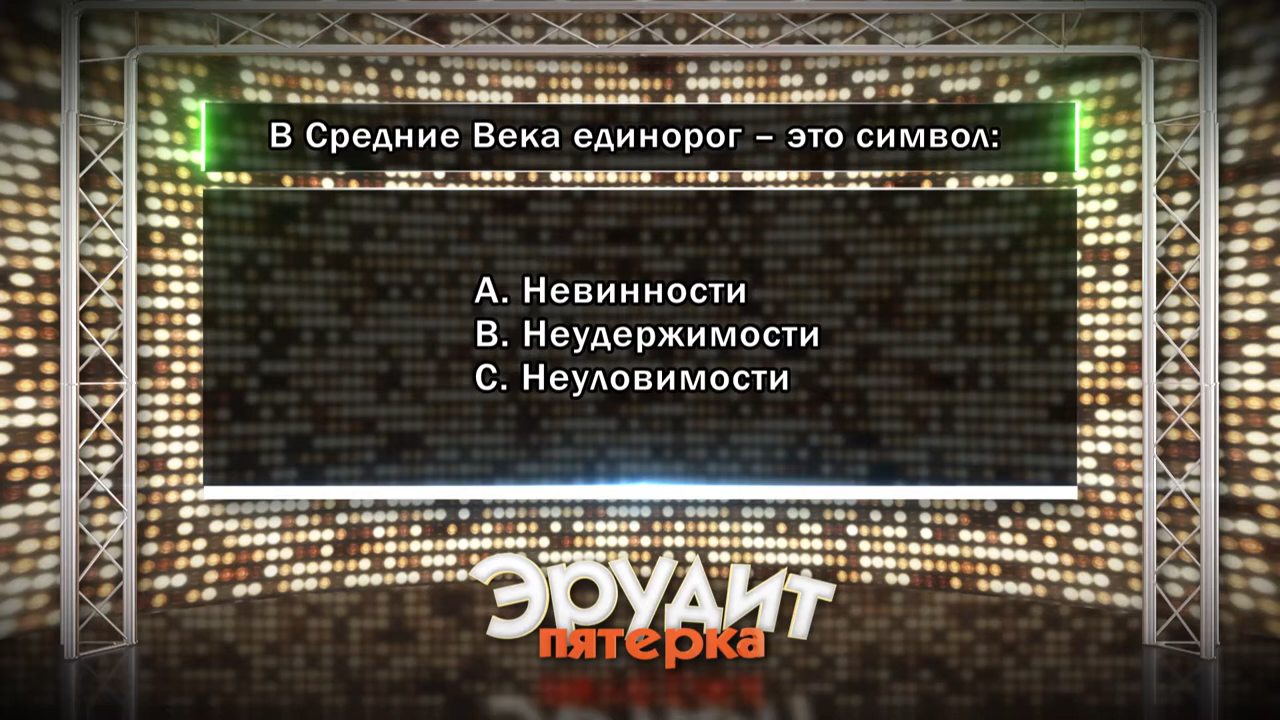 В Средние Века единорог – это символ:
А. Невинности
В. Неудержимости
С. Неуловимости
Эрудит
пятерка